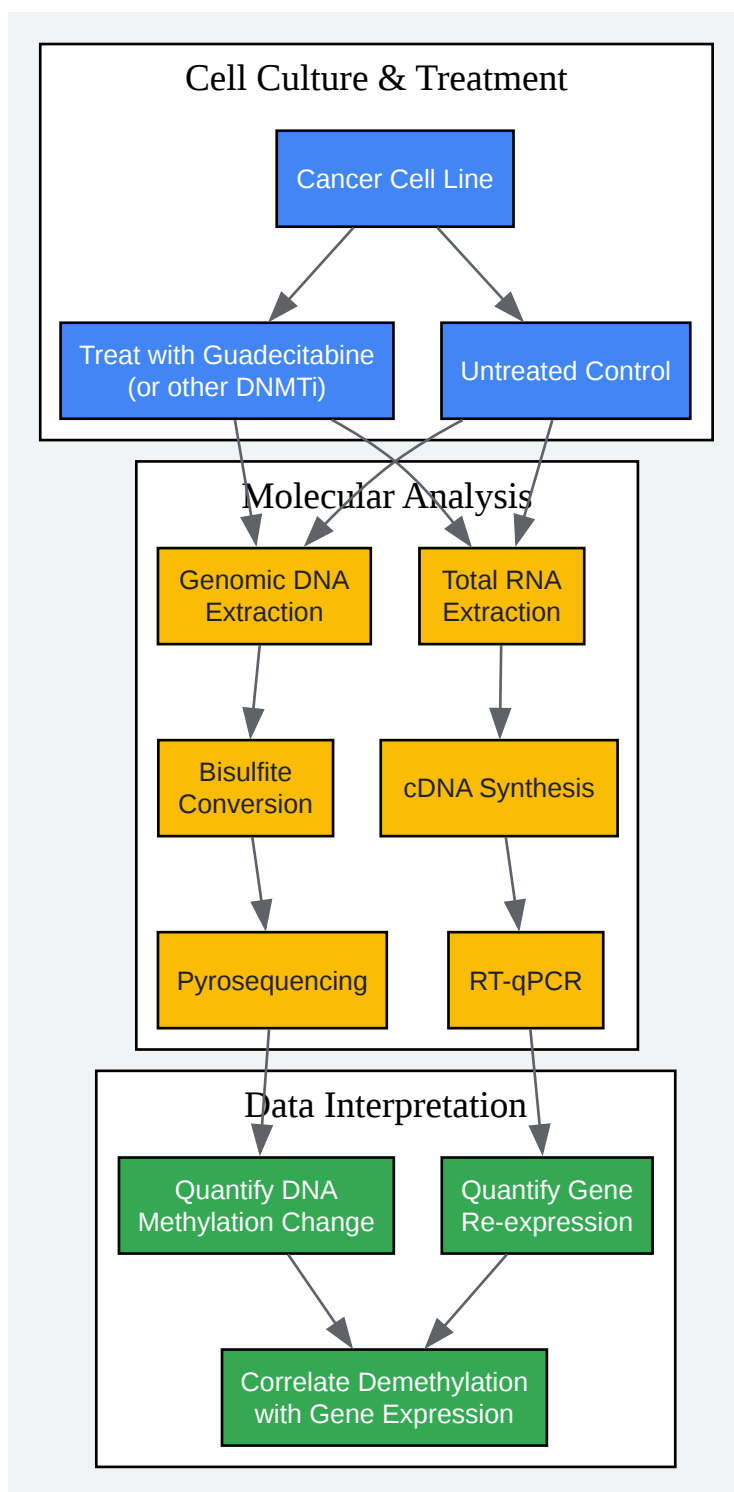 Cell Culture & Treatment
Cancer Cell Line
Treat with Guadecitabine
(or other DNMTi)
Untreated Control
Molecular Analysis
Genomic DNA
Extraction
Total RNA
Extraction
Bisulfite
Conversion
cDNA Synthesis
Pyrosequencing
RT-qPCR
Data Interpretation
Quantify DNA
Methylation Change
Quantify Gene
Re-expression
Correlate Demethylation
with Gene Expression